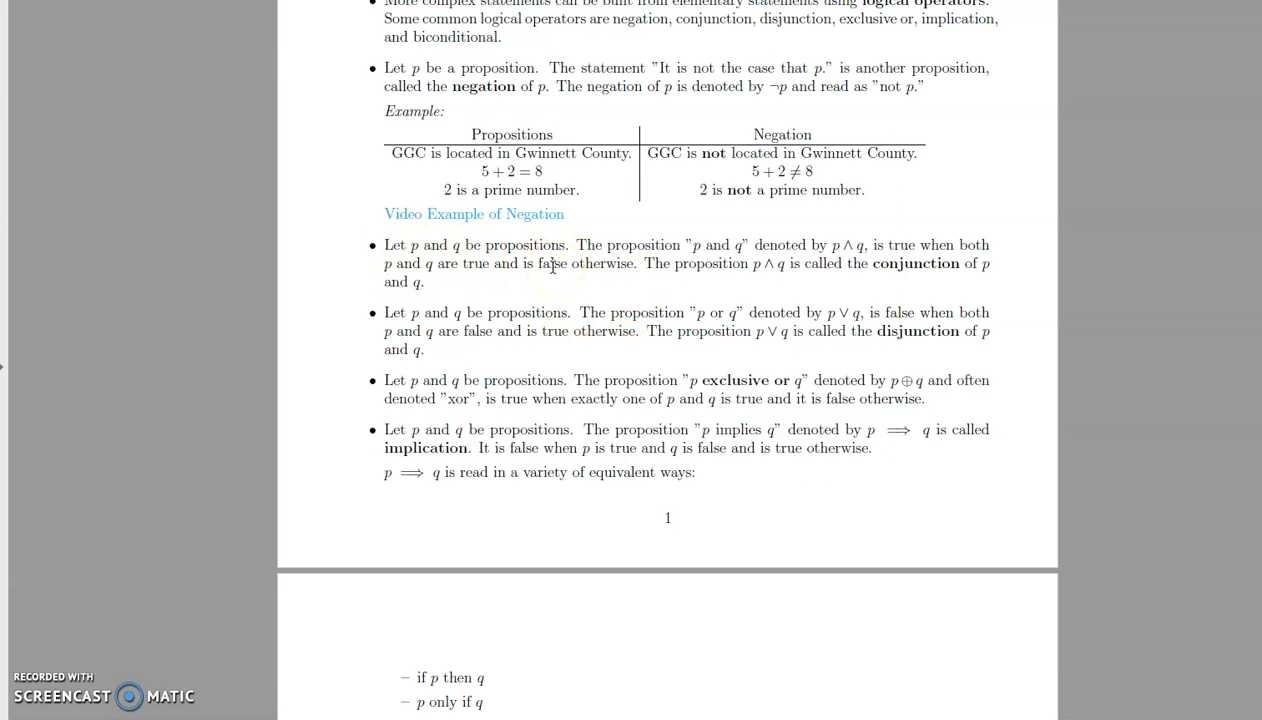 • More complex statements can be built from elementary statements using logical operators.
Some common logical operators are negation, conjunction, disjunction, exclusive or, implication,
and biconditional.
• Let p be a proposition. The statement "It is not the case that p." is another proposition,
called the negation of p. The negation of p is denoted by ¬p and read as "not p."
Example:
Propositions | Negation
GGC is located in Gwinnett County. | GGC is not located in Gwinnett County.
5 + 2 = 8 | 5 + 2 ≠ 8
2 is a prime number. | 2 is not a prime number.
Video Example of Negation
• Let p and q be propositions. The proposition "p and q" denoted by p ∧ q, is true when both
p and q are true and is false otherwise. The proposition p ∧ q is called the conjunction of p
and q.
• Let p and q be propositions. The proposition "p or q" denoted by p ∨ q, is false when both
p and q are false and is true otherwise. The proposition p ∨ q is called the disjunction of p
and q.
• Let p and q be propositions. The proposition "p exclusive or q" denoted by p ⊕ q and often
denoted "xor", is true when exactly one of p and q is true and it is false otherwise.
• Let p and q be propositions. The proposition "p implies q" denoted by p ⟹ q is called
implication. It is false when p is true and q is false and is true otherwise.
p ⟹ q is read in a variety of equivalent ways:
1
– if p then q
– p only if q
RECORDED WITH
SCREENCAST MATIC